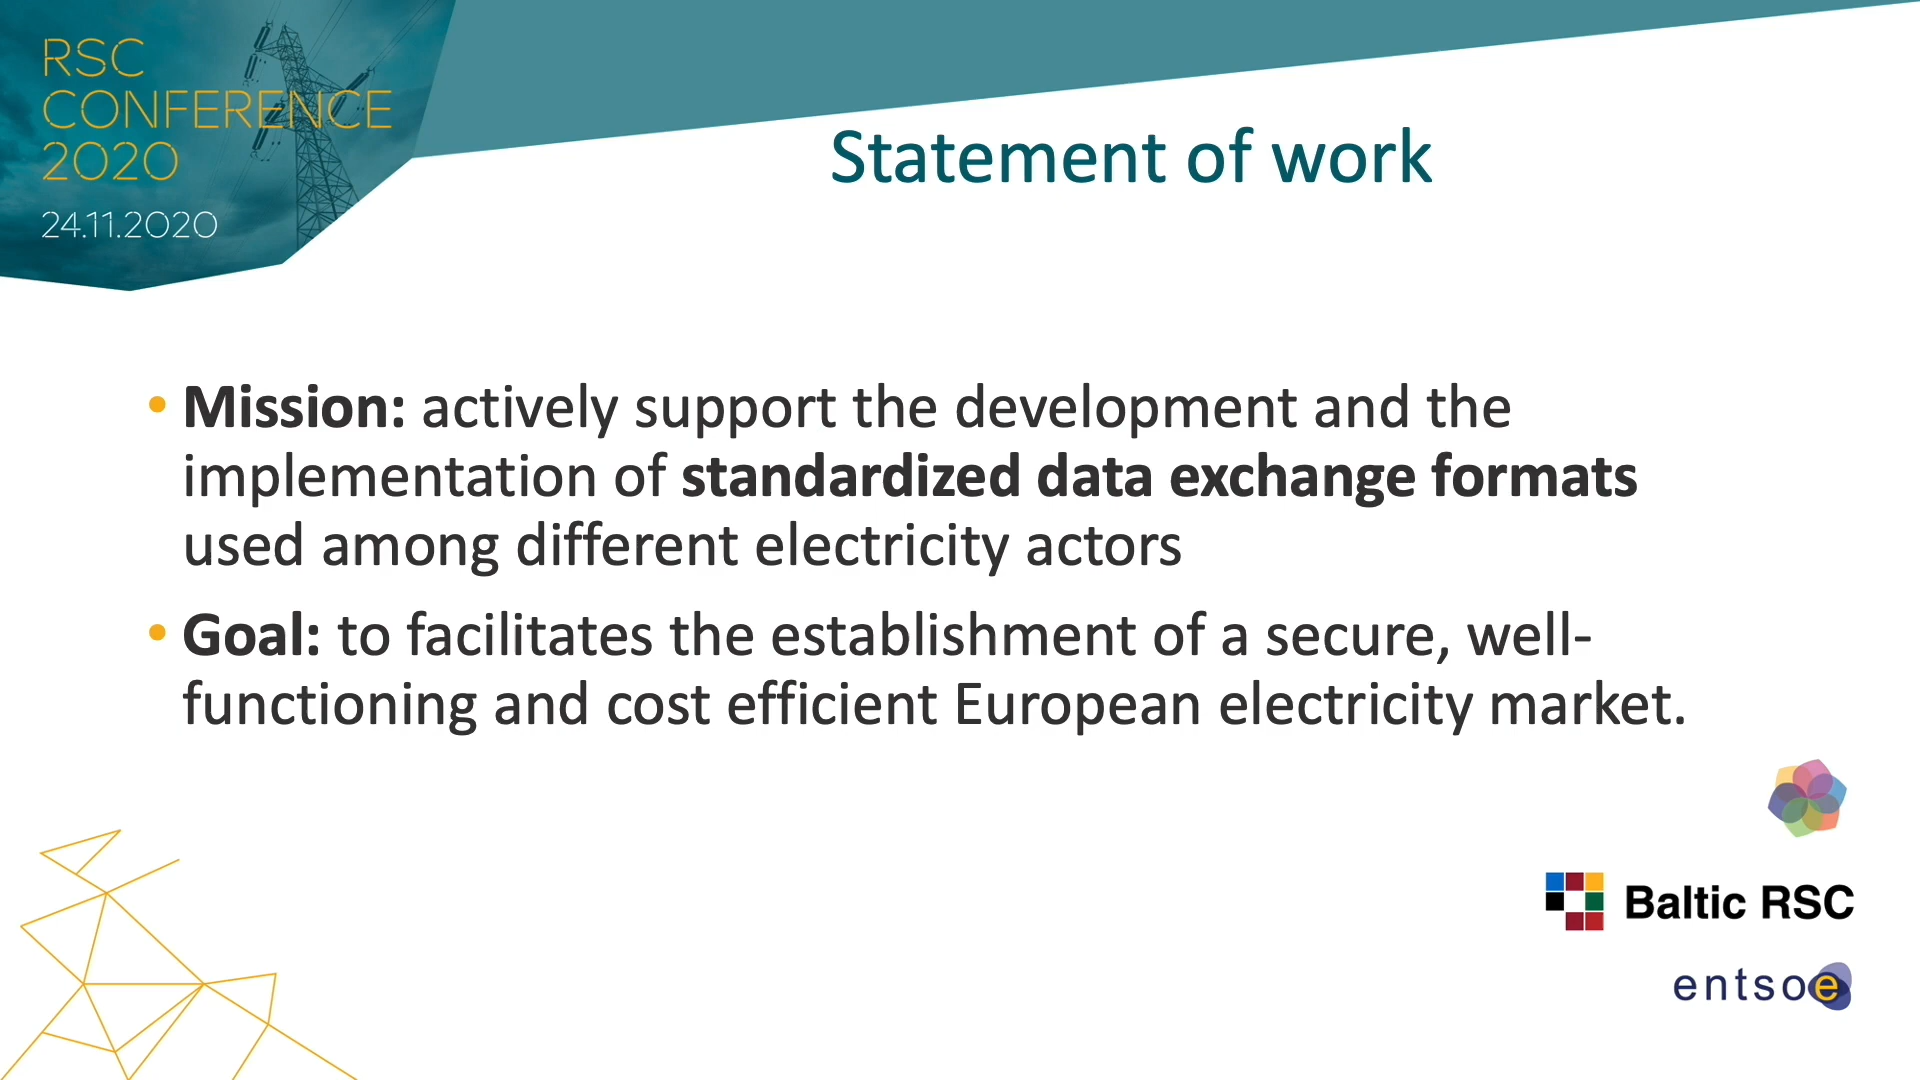 RSC
CONFERENCE
2020
24.11.2020
Statement of work
• Mission: actively support the development and the
implementation of standardized data exchange formats
used among different electricity actors
• Goal: to facilitates the establishment of a secure, well-
functioning and cost efficient European electricity market.
Baltic RSC
entsoe